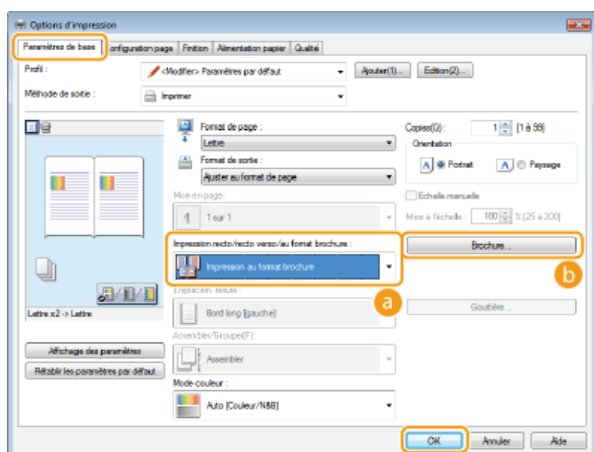 Options d'impression
Paramètres de base Configuration page Finition Alimentation papier Qualité
Profil : <Modifier> Paramètres par défaut Ajouter(1)... Edition(2)...
Méthode de sortie : Imprimer
Format de page : Copies(Q) : 1 [1 à 99]
Lettre Orientation
Format de sortie : A Portrait A Paysage
Ajuster au format de page
Mise en page : Echelle manuelle
1 1 sur 1 Mise à l'échelle : 100 % [25 à 200]
Impression recto/recto verso/au format brochure : Brochure...
Impression au format brochure
a b
Emplacem. reliure :
Lettre x2 -> Lettre Bord long [gauche] Gouttière...
Assembler/Groupe(F):
Affichage des paramètres Assembler
Rétablir les paramètres par défaut
Mode couleur :
Auto [Couleur/N&B]
OK Annuler Aide